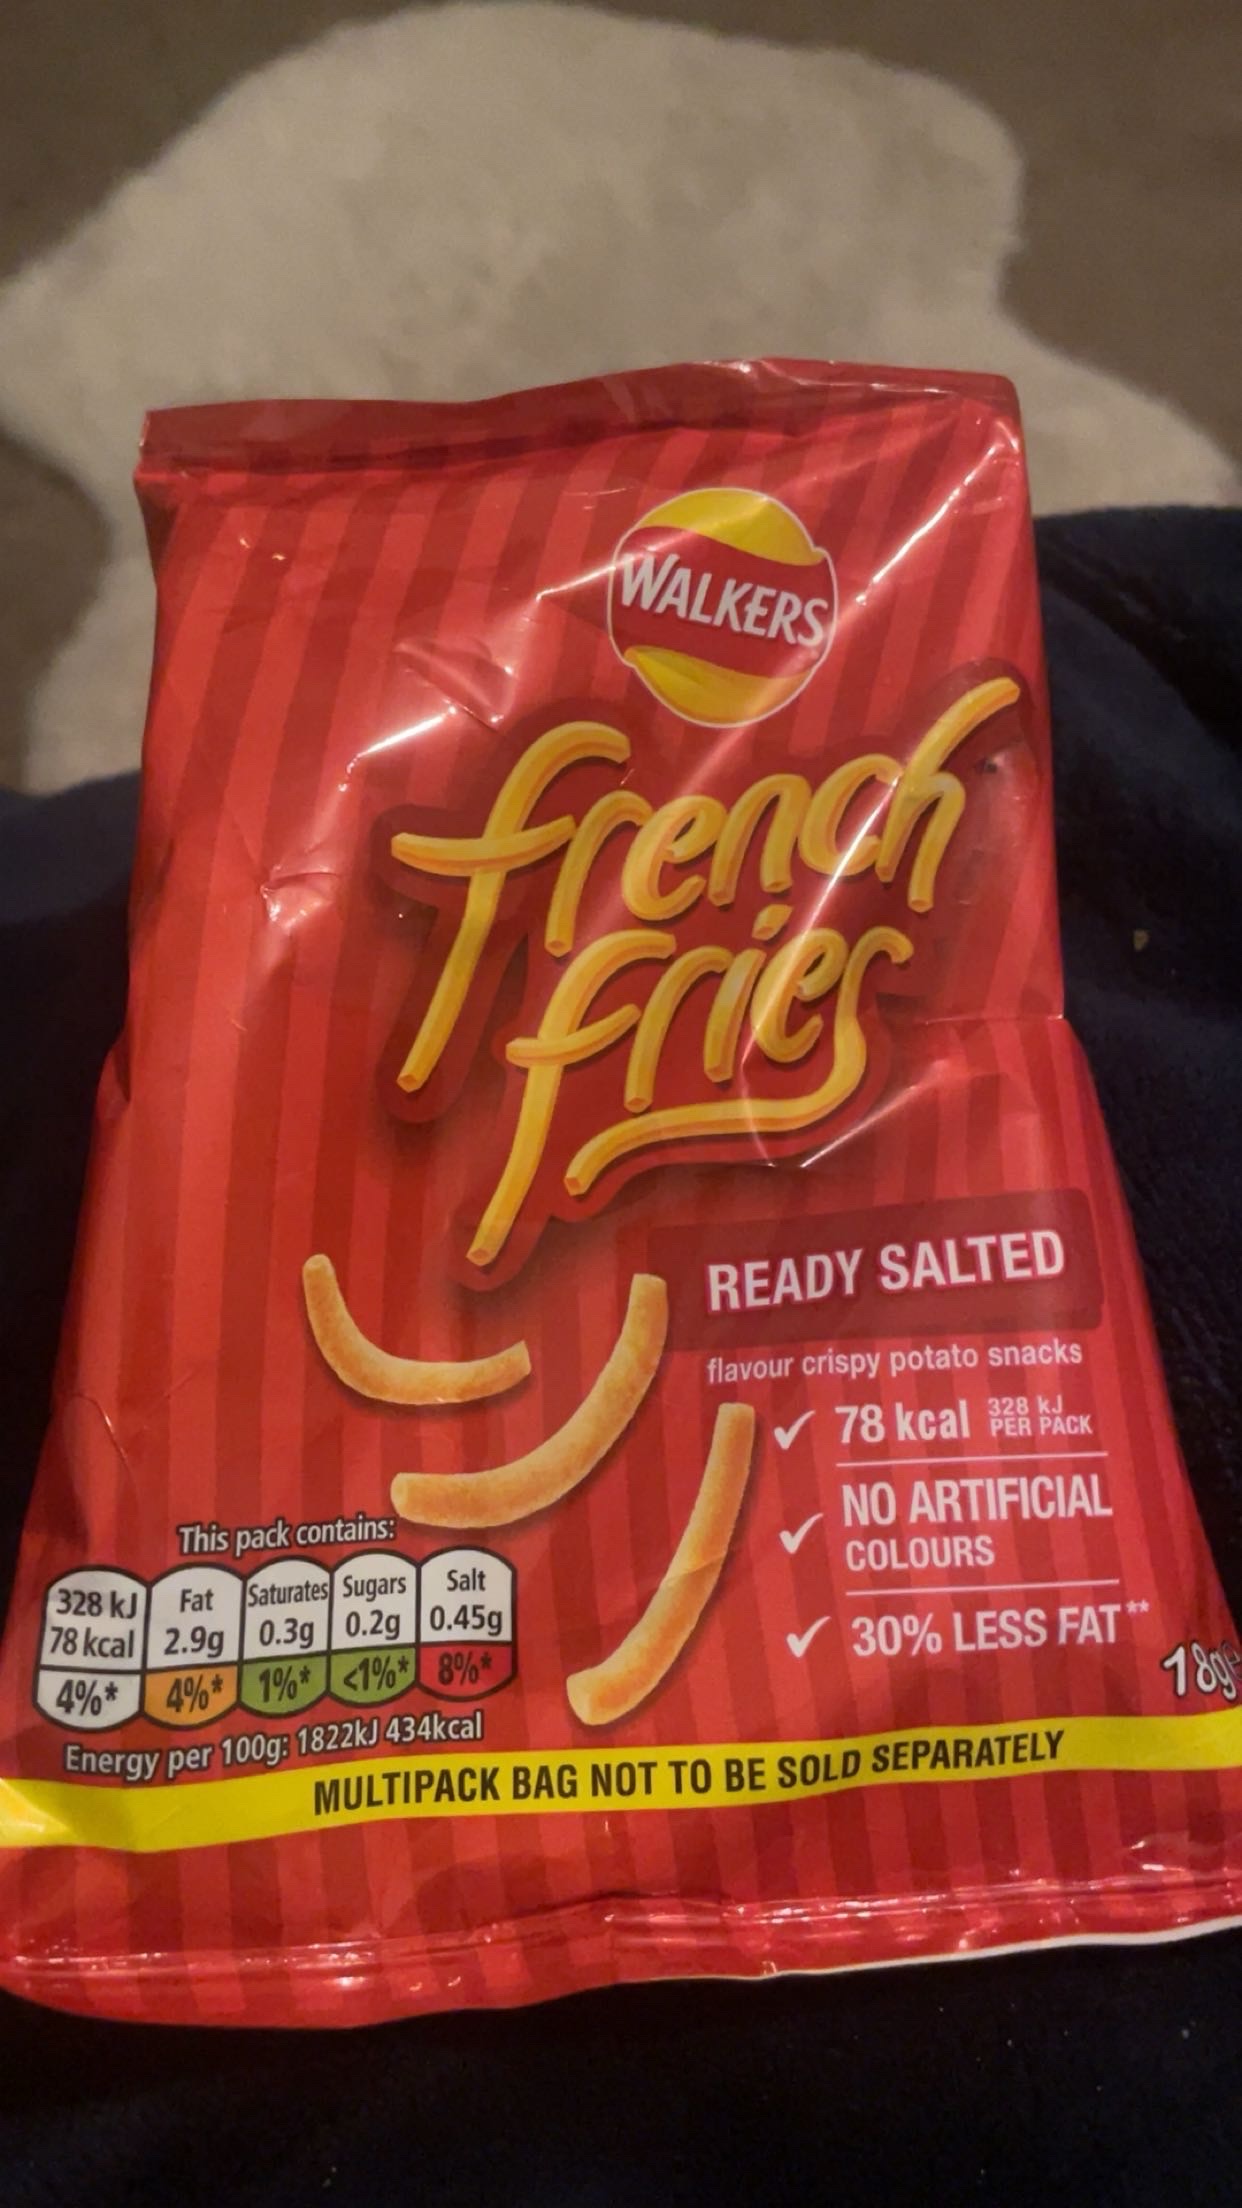 WALKERS
french
fries
READY SALTED
flavour crispy potato snacks
✓ 78 kcal 328 kJ PER PACK
✓ NO ARTIFICIAL
COLOURS
✓ 30% LESS FAT**
18g℮
This pack contains:
328 kJ Fat Saturates Sugars Salt
78 kcal 2.9g 0.3g 0.2g 0.45g
4%* 4%* 1%* <1%* 8%*
Energy per 100g: 1822kJ 434kcal
MULTIPACK BAG NOT TO BE SOLD SEPARATELY